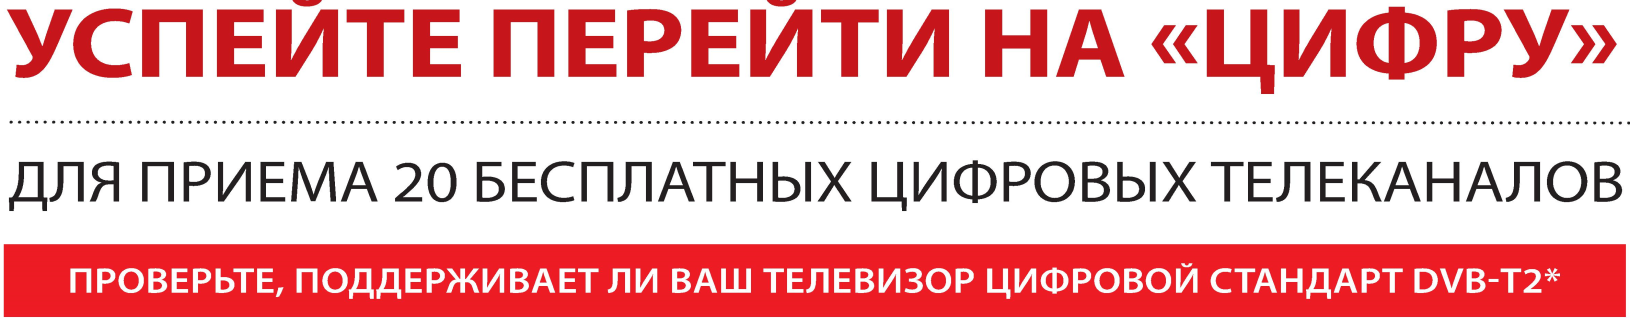 УСПЕЙТЕ ПЕРЕЙТИ НА «ЦИФРУ»
ДЛЯ ПРИЕМА 20 БЕСПЛАТНЫХ ЦИФРОВЫХ ТЕЛЕКАНАЛОВ
ПРОВЕРЬТЕ, ПОДДЕРЖИВАЕТ ЛИ ВАШ ТЕЛЕВИЗОР ЦИФРОВОЙ СТАНДАРТ DVB-T2*